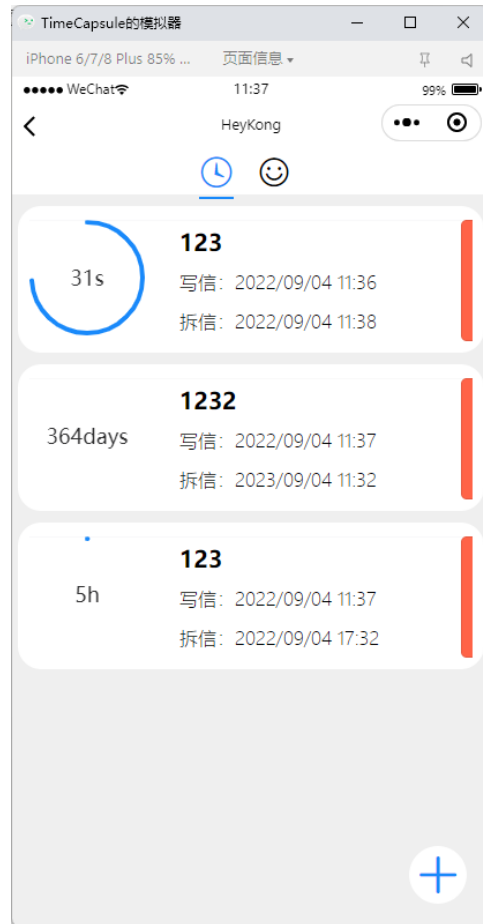 TimeCapsule的模拟器
iPhone 6/7/8 Plus 85% ... 页面信息
WeChat 11:37 99%
HeyKong
31s
123
写信：2022/09/04 11:36
拆信：2022/09/04 11:38
364days
1232
写信：2022/09/04 11:37
拆信：2023/09/04 11:32
5h
123
写信：2022/09/04 11:37
拆信：2022/09/04 17:32